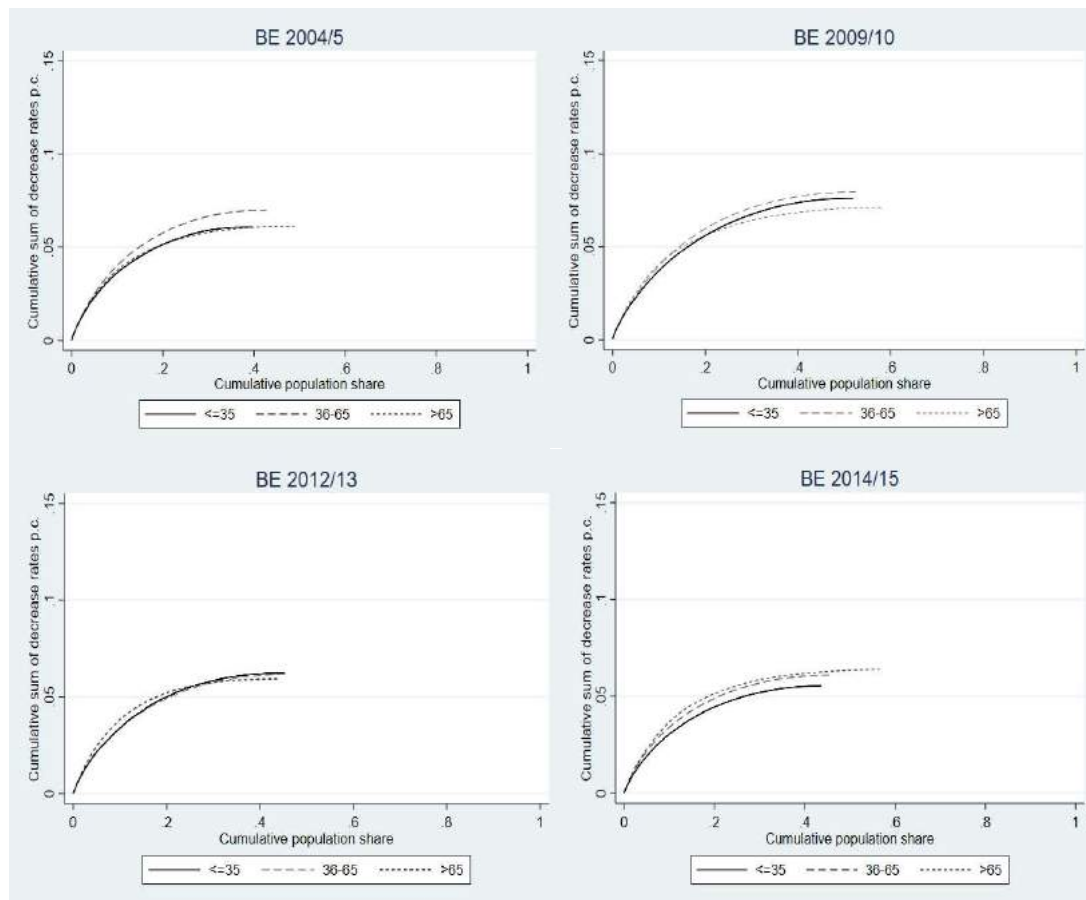 BE 2004/5
Cumulative sum of decrease rates p.c.
.15
.1
.05
0
0 .2 .4 .6 .8 1
Cumulative population share
<=35 36-65 >65
BE 2009/10
Cumulative sum of decrease rates p.c.
.15
.1
.05
0
0 .2 .4 .6 .8 1
Cumulative population share
<=35 36-65 >65
BE 2012/13
Cumulative sum of decrease rates p.c.
.15
.1
.05
0
0 .2 .4 .6 .8 1
Cumulative population share
<=35 36-65 >65
BE 2014/15
Cumulative sum of decrease rates p.c.
.15
.1
.05
0
0 .2 .4 .6 .8 1
Cumulative population share
<=35 36-65 >65